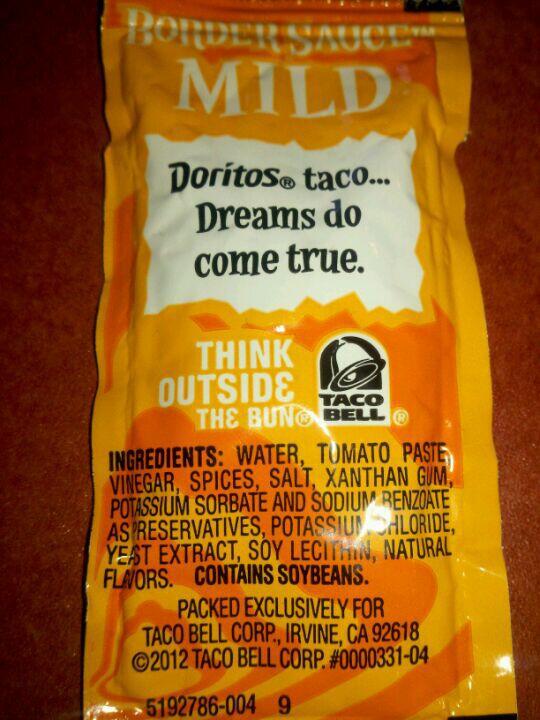 BORDER SAUCE™
MILD
Doritos® taco...
Dreams do
come true.
THINK
OUTSIDE
THE BUN®
TACO
BELL ®
INGREDIENTS: WATER, TOMATO PASTE,
VINEGAR, SPICES, SALT, XANTHAN GUM,
POTASSIUM SORBATE AND SODIUM BENZOATE
AS PRESERVATIVES, POTASSIUM CHLORIDE,
YEAST EXTRACT, SOY LECITHIN, NATURAL
FLAVORS. CONTAINS SOYBEANS.
PACKED EXCLUSIVELY FOR
TACO BELL CORP., IRVINE, CA 92618
©2012 TACO BELL CORP. #0000331-04
5192786-004 9